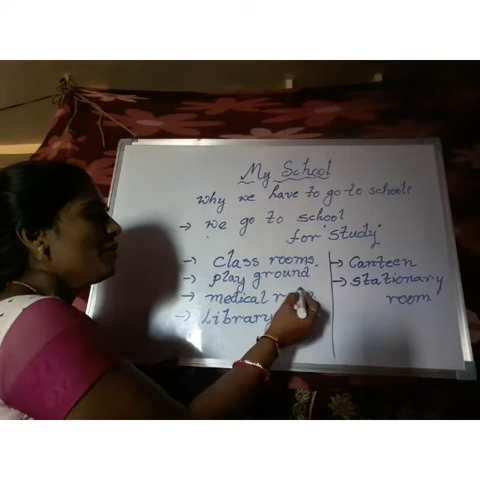 My School
Why we have to go to school?
→ we go to school
for "study"
→ class rooms.
→ play ground
→ medical
→ Library
→ Canteen
→ stationary
room